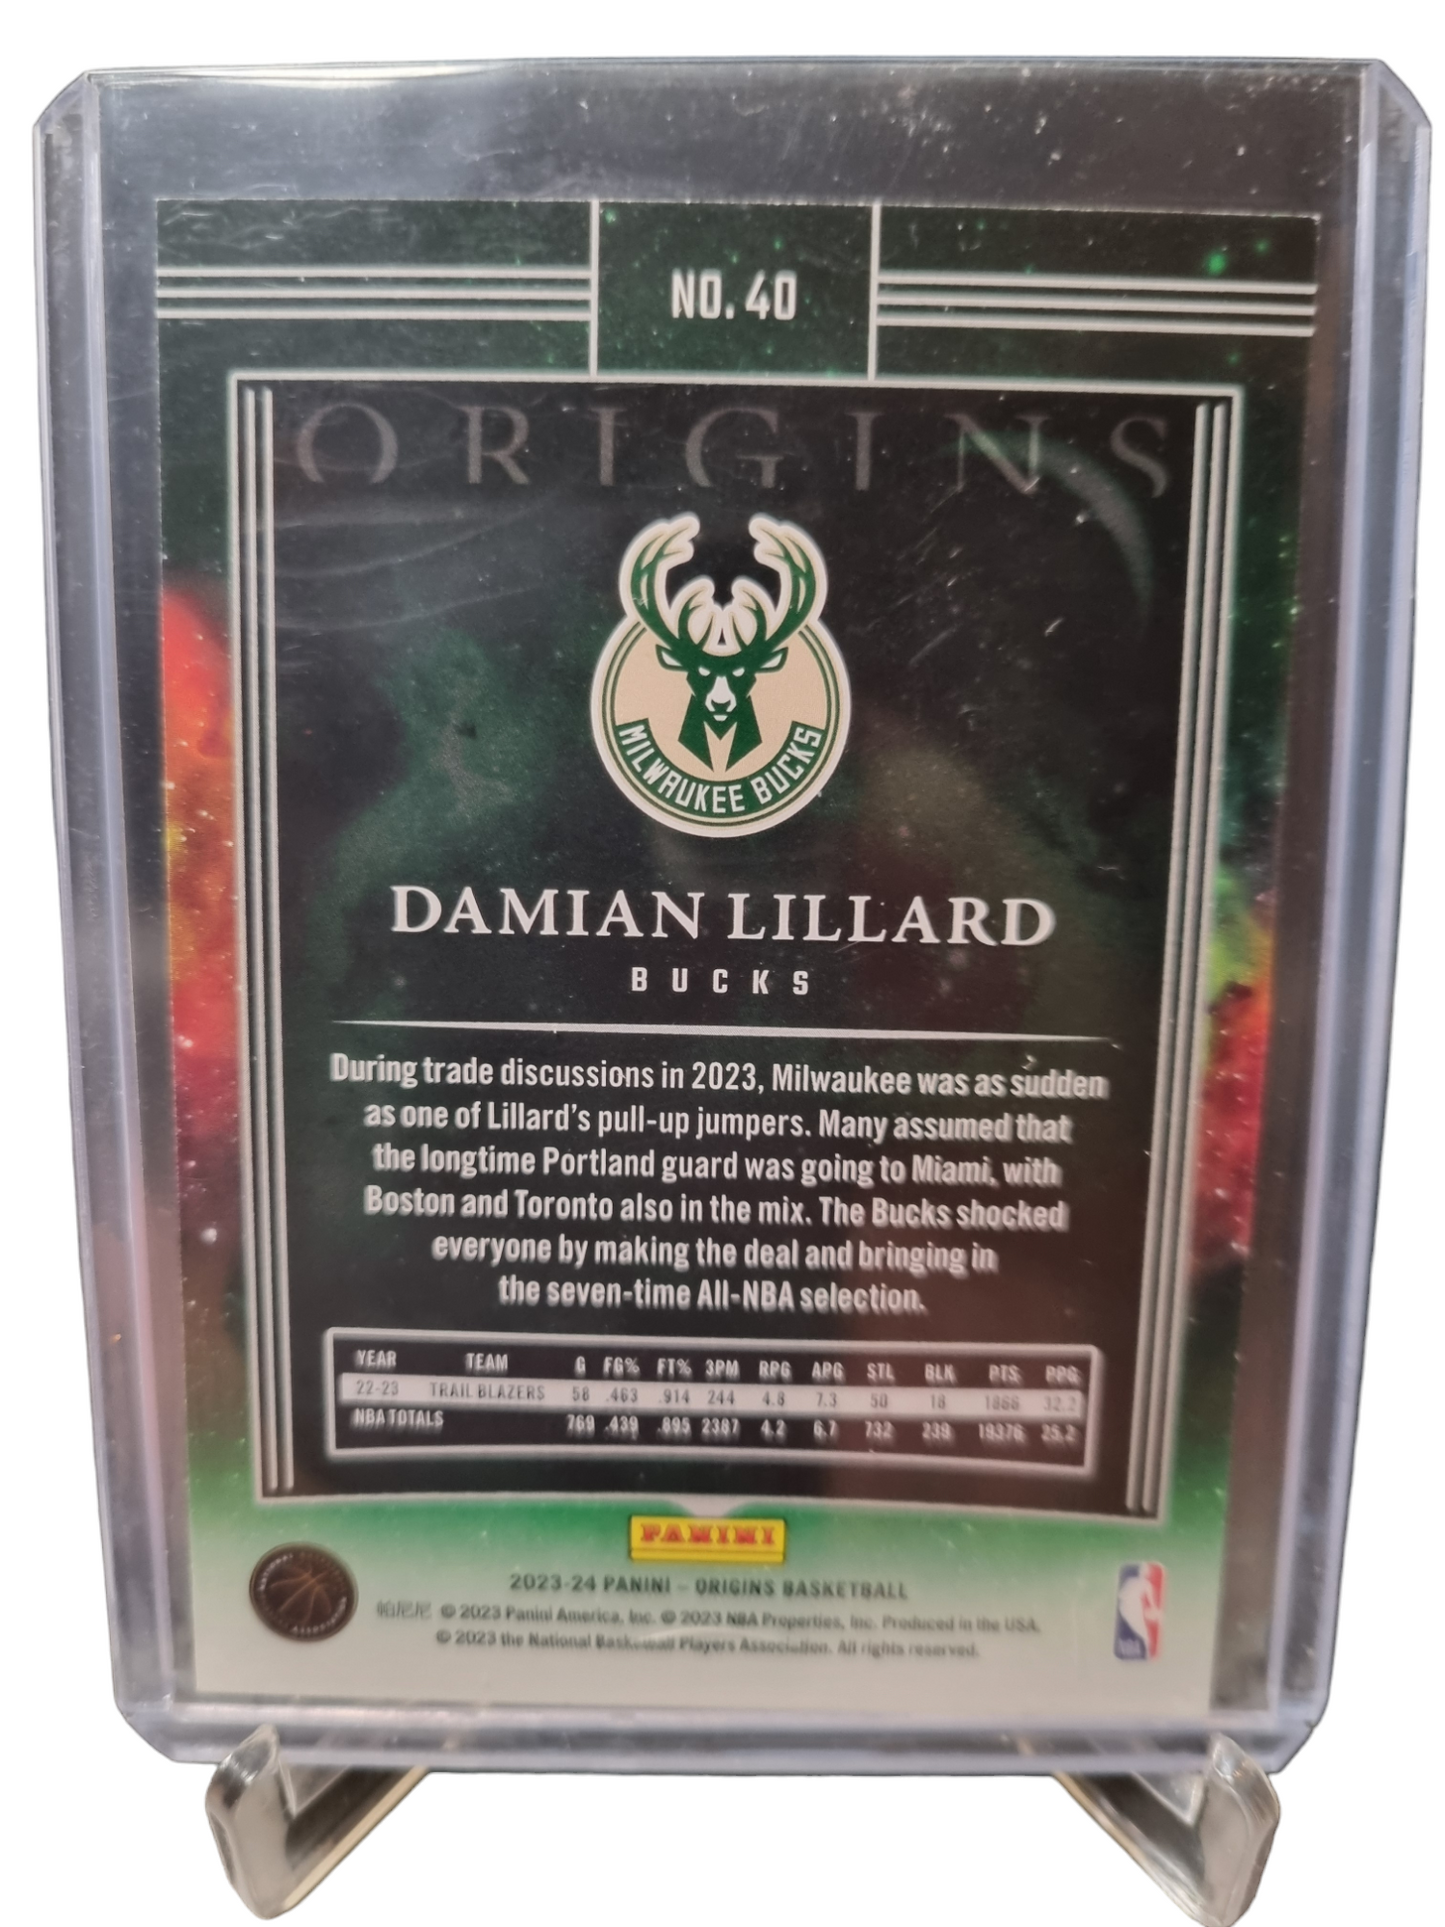 NO. 40
ORIGINS
MILWAUKEE BUCKS
DAMIAN LILLARD
BUCKS
During trade discussions in 2023, Milwaukee was as sudden
as one of Lillard's pull-up jumpers. Many assumed that
the longtime Portland guard was going to Miami, with
Boston and Toronto also in the mix. The Bucks shocked
everyone by making the deal and bringing in
the seven-time All-NBA selection.
YEAR TEAM G FG% FT% 3PM RPG APG STL BLK PTS PPG
22-23 TRAIL BLAZERS 58 .463 .914 244 4.8 7.3 50 18 1866 32.2
NBA TOTALS 769 .439 .895 2387 4.2 6.7 732 239 19376 25.2
PANINI
2023-24 PANINI – ORIGINS BASKETBALL
帕尼尼 © 2023 Panini America, Inc. © 2023 NBA Properties, Inc. Produced in the USA.
© 2023 the National Basketball Players Association. All rights reserved.
NBA